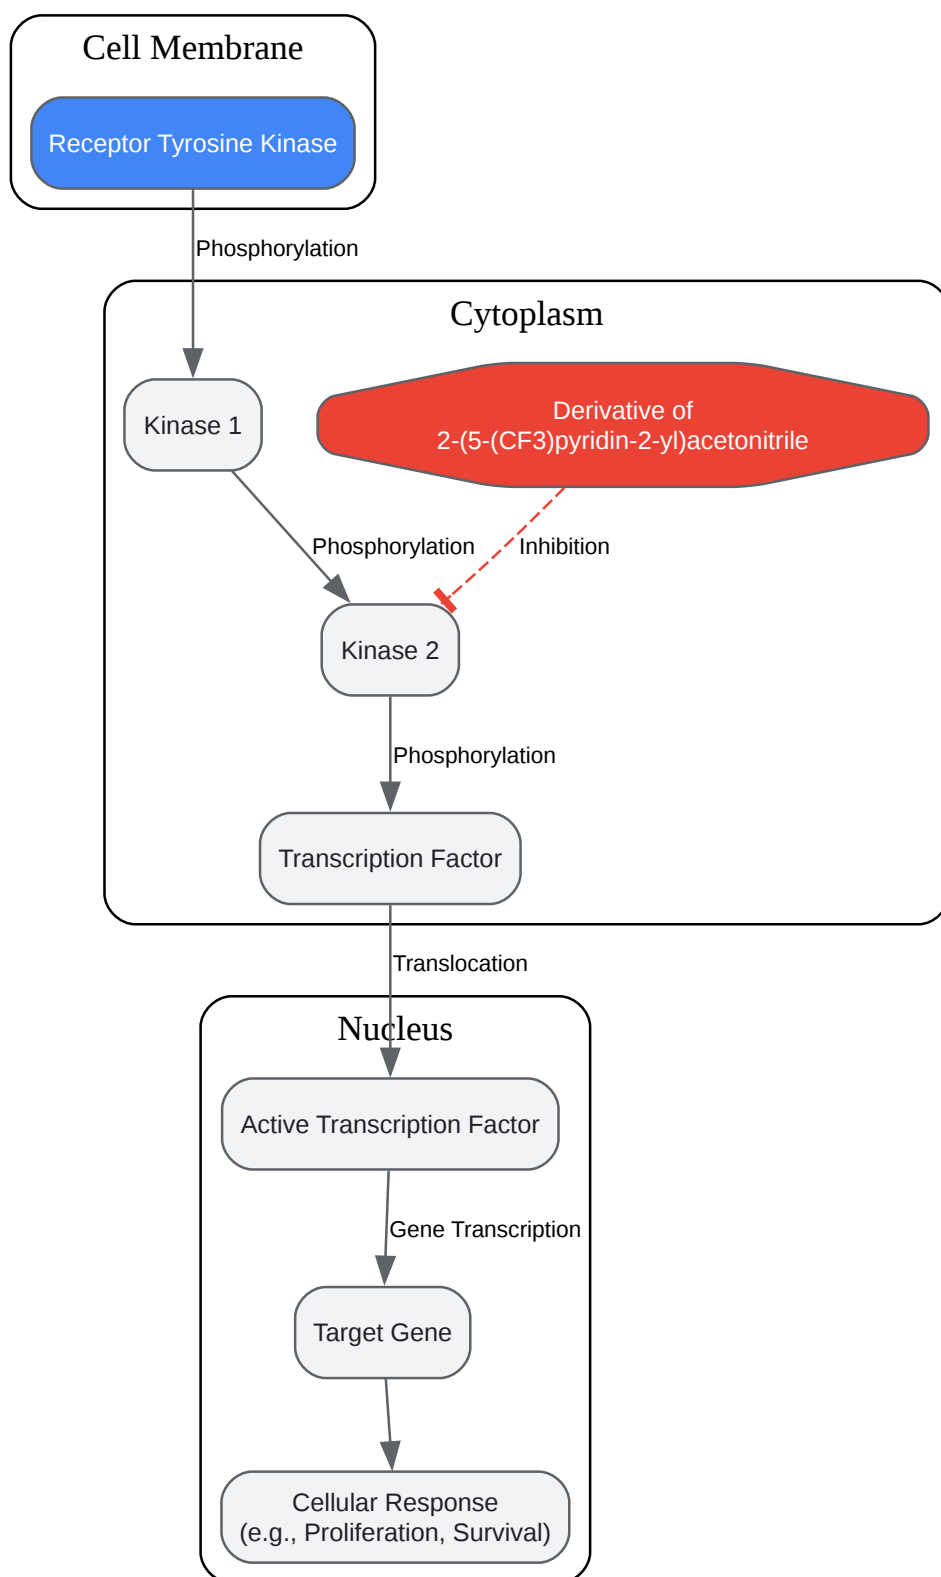 Cell Membrane
Receptor Tyrosine Kinase
Phosphorylation
Cytoplasm
Kinase 1
Derivative of
2-(5-(CF3)pyridin-2-yl)acetonitrile
Phosphorylation
Inhibition
Kinase 2
Phosphorylation
Transcription Factor
Translocation
Nucleus
Active Transcription Factor
Gene Transcription
Target Gene
Cellular Response
(e.g., Proliferation, Survival)